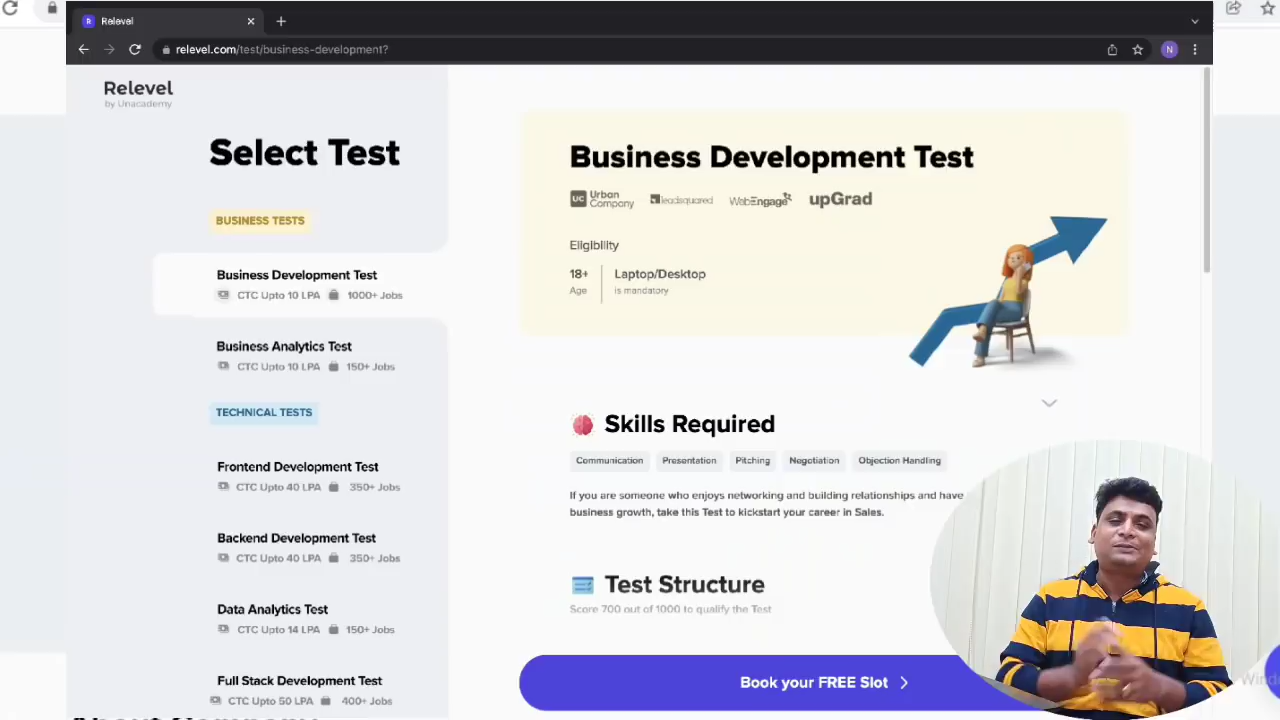 Relevel
relevel.com/test/business-development?
N
Relevel
by Unacademy
Select Test
BUSINESS TESTS
Business Development Test
CTC Upto 10 LPA 1000+ Jobs
Business Analytics Test
CTC Upto 10 LPA 150+ Jobs
TECHNICAL TESTS
Frontend Development Test
CTC Upto 40 LPA 350+ Jobs
Backend Development Test
CTC Upto 40 LPA 350+ Jobs
Data Analytics Test
CTC Upto 14 LPA 150+ Jobs
Full Stack Development Test
CTC Upto 50 LPA 400+ Jobs
Business Development Test
UC Urban Company leadsquared WebEngage upGrad
Eligibility
18+ Laptop/Desktop
Age is mandatory
Skills Required
Communication Presentation Pitching Negotiation Objection Handling
If you are someone who enjoys networking and building relationships and have
business growth, take this Test to kickstart your career in Sales.
Test Structure
Score 700 out of 1000 to qualify the Test
Book your FREE Slot